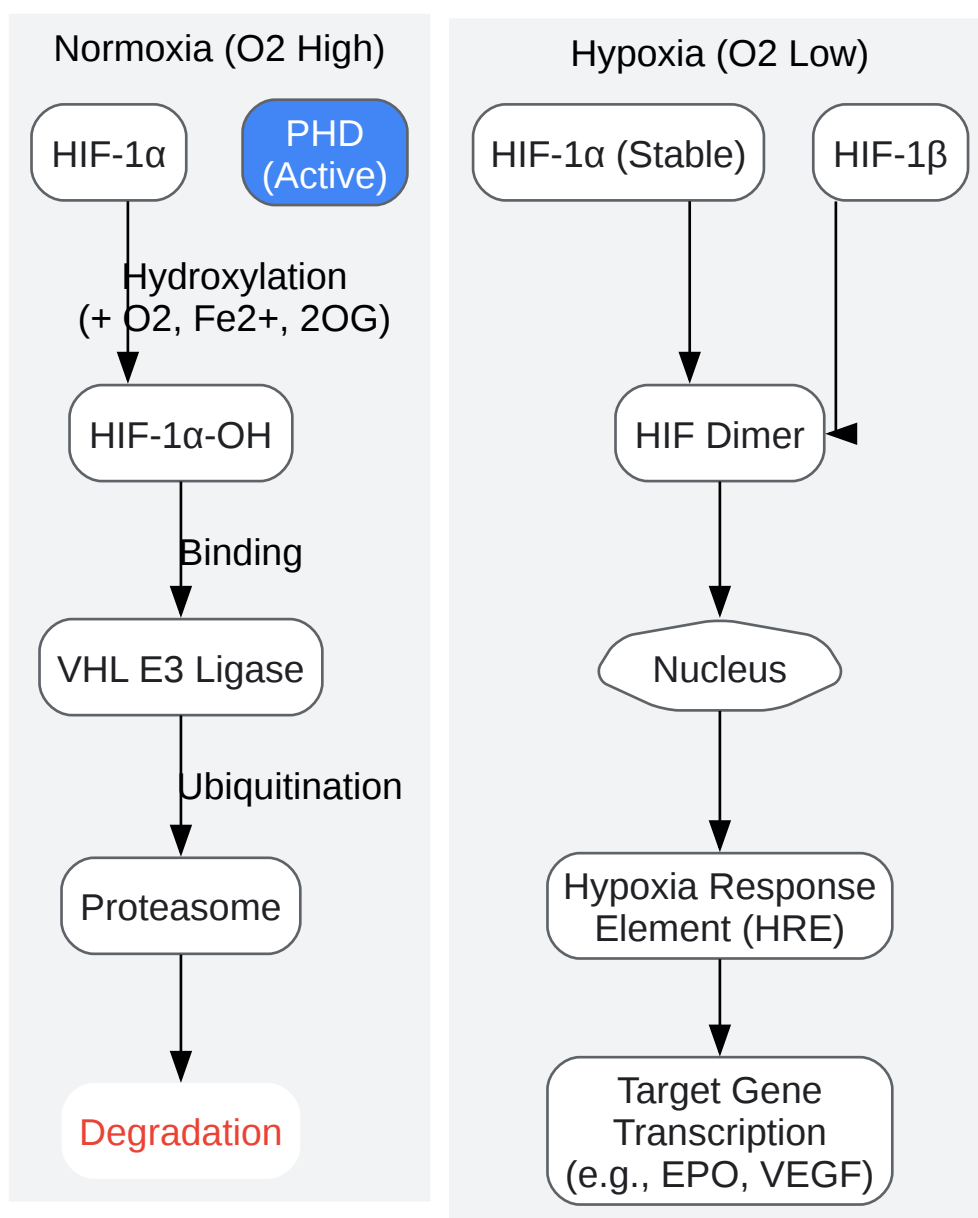 Normoxia (O2 High)
HIF-1α
PHD
(Active)
Hydroxylation
(+ O2, Fe2+, 2OG)
HIF-1α-OH
Binding
VHL E3 Ligase
Ubiquitination
Proteasome
Degradation
Hypoxia (O2 Low)
HIF-1α (Stable)
HIF-1β
HIF Dimer
Nucleus
Hypoxia Response
Element (HRE)
Target Gene
Transcription
(e.g., EPO, VEGF)